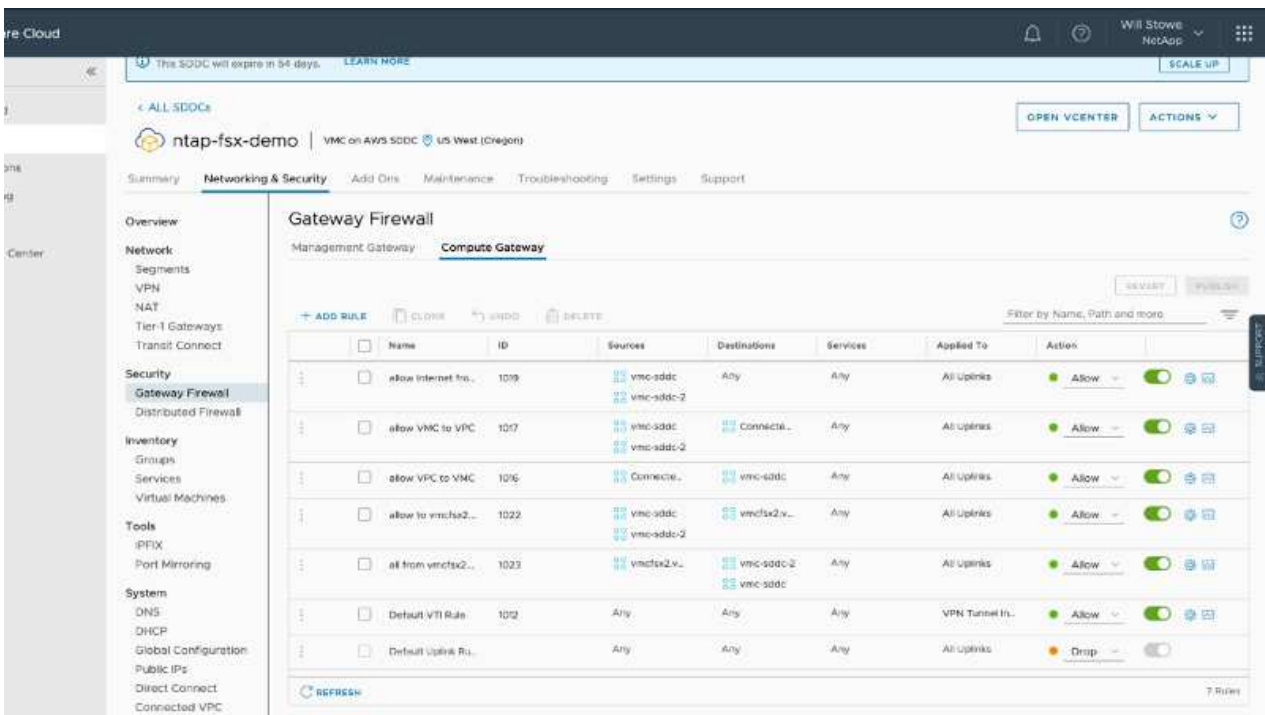 re Cloud
Will Stowe
NetApp
This SDDC will expire in 54 days. LEARN MORE
SCALE UP
< ALL SDDCs
OPEN VCENTER
ACTIONS
ntap-fsx-demo | VMC on AWS SDDC US West (Oregon)
Summary Networking & Security Add Ons Maintenance Troubleshooting Settings Support
Overview
Network
Segments
VPN
NAT
Tier-1 Gateways
Transit Connect
Security
Gateway Firewall
Distributed Firewall
Inventory
Groups
Services
Virtual Machines
Tools
IPFIX
Port Mirroring
System
DNS
DHCP
Global Configuration
Public IPs
Direct Connect
Connected VPC
ons
Center
Gateway Firewall
Management Gateway Compute Gateway
REVERT PUBLISH
+ ADD RULE CLONE UNDO DELETE
Filter by Name, Path and more
Name ID Sources Destinations Services Applied To Action
allow internet fro... 1019 vmc-sddc Any Any All Uplinks Allow
vmc-sddc-2
allow VMC to VPC 1017 vmc-sddc Connecte... Any All Uplinks Allow
vmc-sddc-2
allow VPC to VMC 1016 Connecte... vmc-sddc Any All Uplinks Allow
allow to vmcfsx2... 1022 vmc-sddc vmcfsx2.v... Any All Uplinks Allow
vmc-sddc-2
all from vmcfsx2... 1023 vmcfsx2.v... vmc-sddc-2 Any All Uplinks Allow
vmc-sddc
Default VTI Rule 1012 Any Any Any VPN Tunnel In... Allow
Default Uplink Ru... Any Any Any All Uplinks Drop
REFRESH
7 Rules
SUPPORT